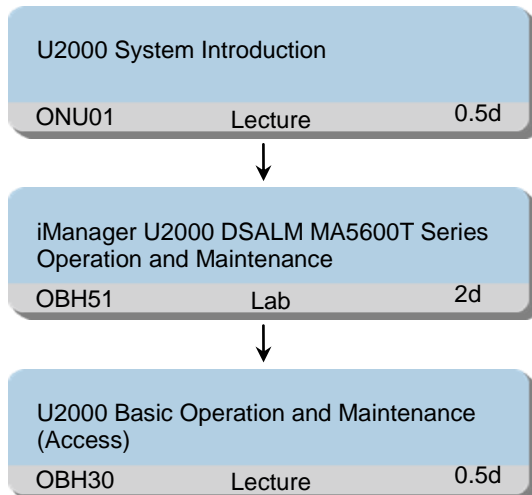 U2000 System Introduction
ONU01 Lecture 0.5d
iManager U2000 DSALM MA5600T Series
Operation and Maintenance
OBH51 Lab 2d
U2000 Basic Operation and Maintenance
(Access)
OBH30 Lecture 0.5d